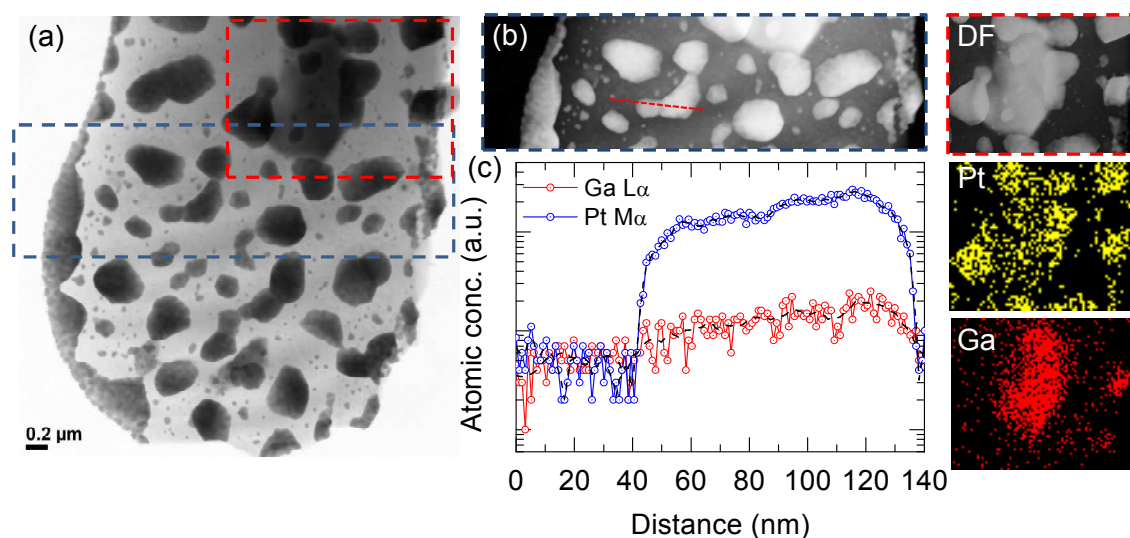 (a)
0.2 μm
(b)
DF
(c)
Ga Lα
Pt Mα
Atomic conc. (a.u.)
0 20 40 60 80 100 120 140
Distance (nm)
Pt
Ga